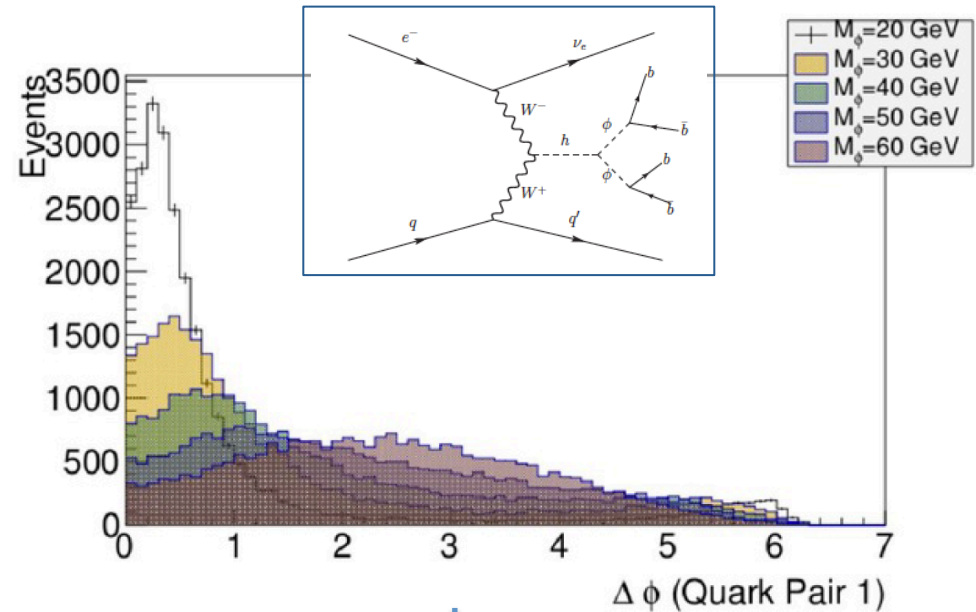 e⁻
νₑ
b
W⁻
ϕ
b̄
h
b
ϕ
W⁺
b̄
q
q′
M_ϕ=20 GeV
M_ϕ=30 GeV
M_ϕ=40 GeV
M_ϕ=50 GeV
M_ϕ=60 GeV
Events
3500
3000
2500
2000
1500
1000
500
0
0 1 2 3 4 5 6 7
Δ ϕ (Quark Pair 1)